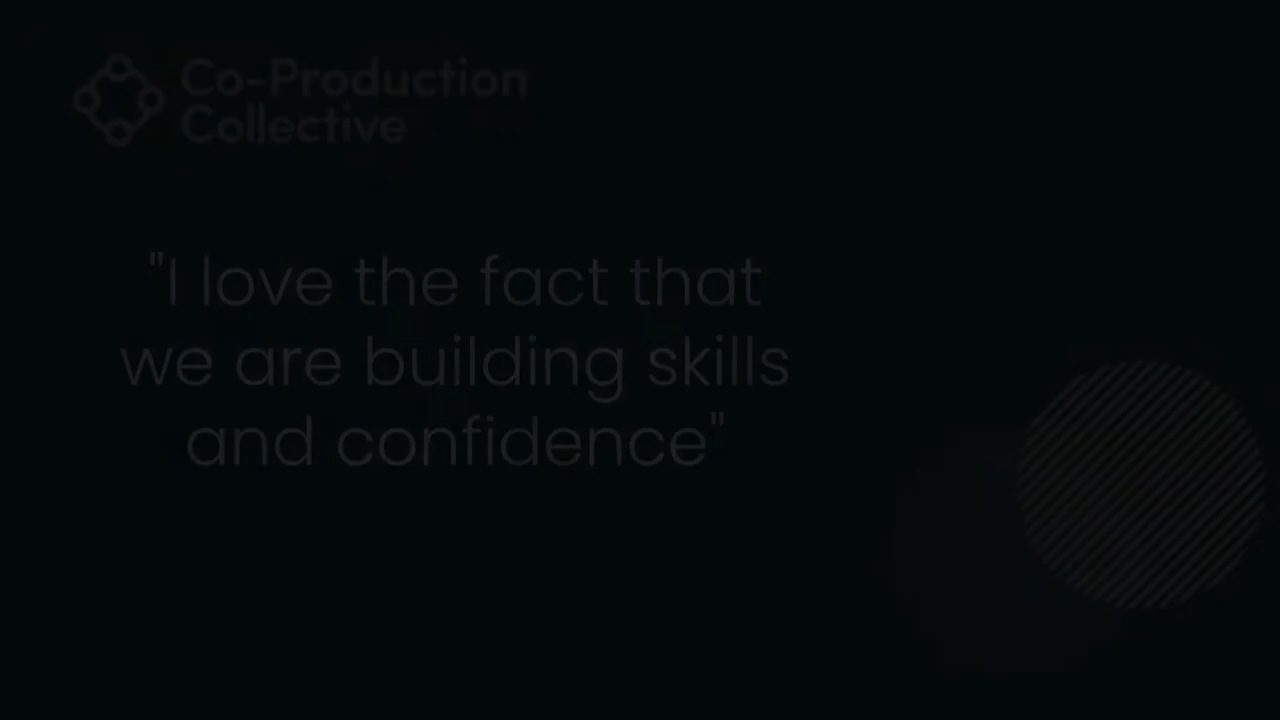 Co-Production
Collective
"I love the fact that
we are building skills
and confidence"